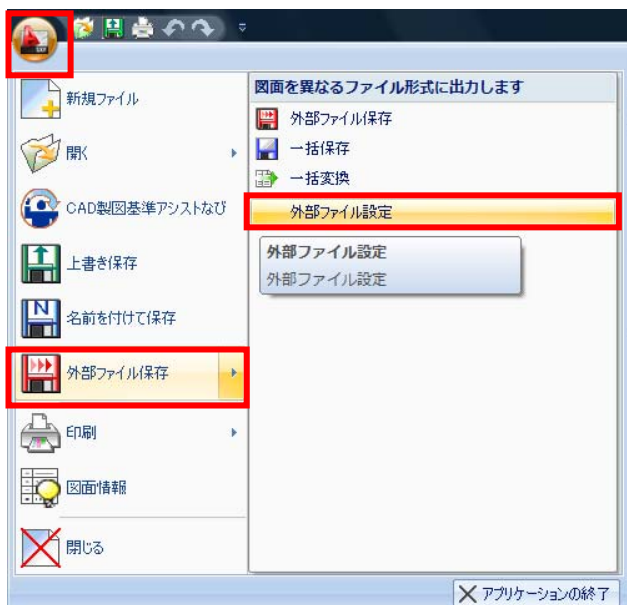 新規ファイル
開く
CAD製図基準アシストなび
上書き保存
名前を付けて保存
外部ファイル保存
印刷
図面情報
閉じる
図面を異なるファイル形式に出力します
外部ファイル保存
一括保存
一括変換
外部ファイル設定
外部ファイル設定
外部ファイル設定
アプリケーションの終了